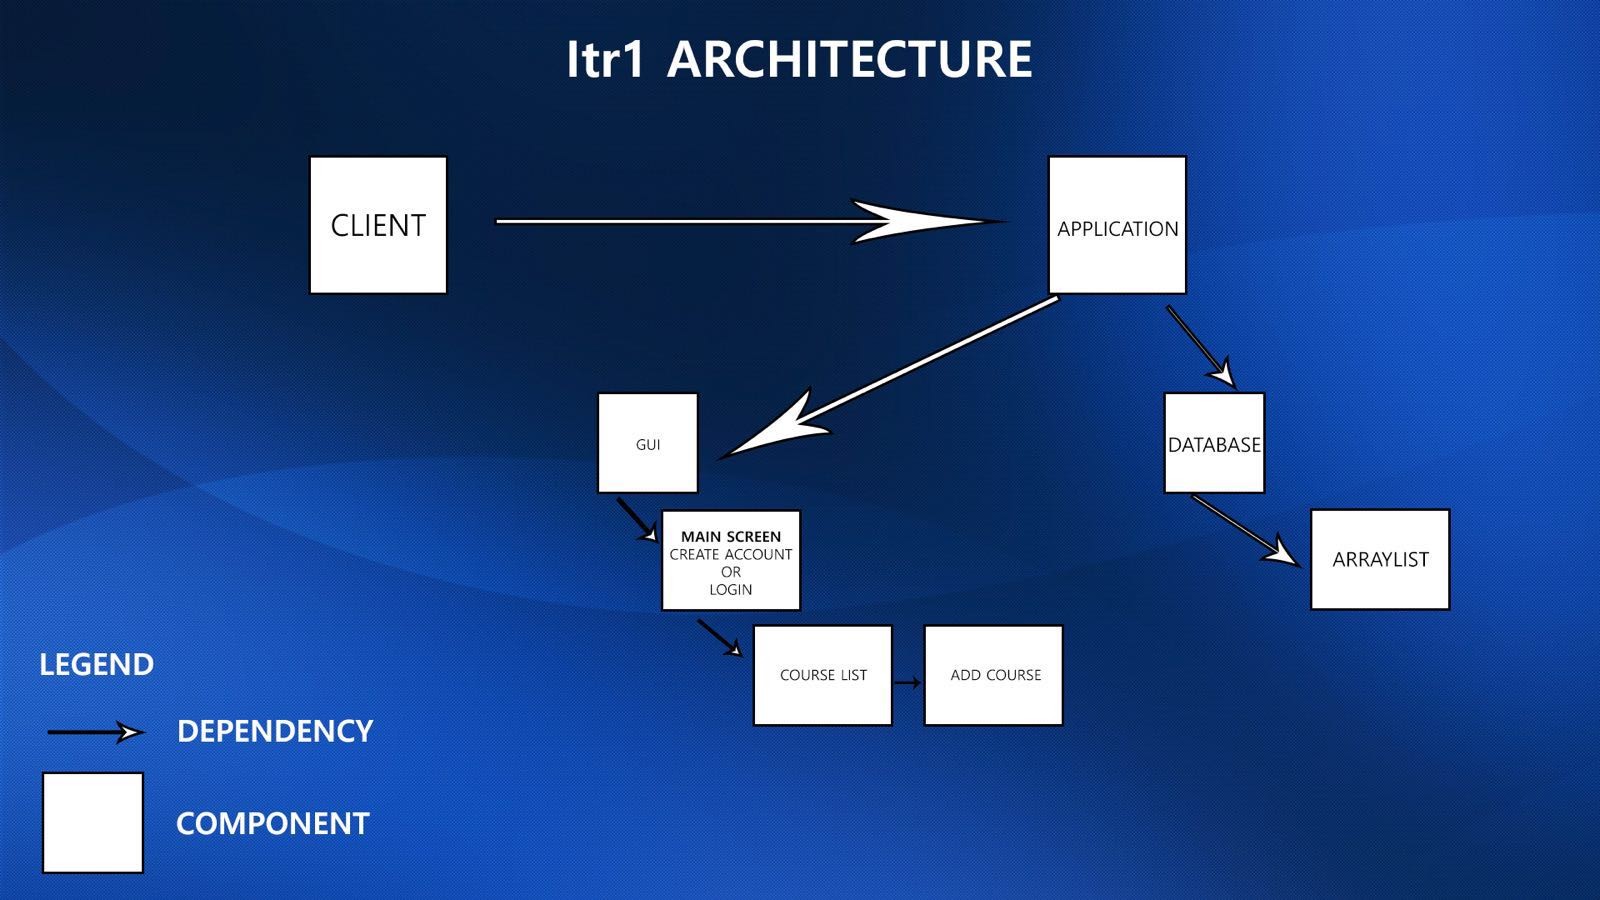 Itr1 ARCHITECTURE
CLIENT
APPLICATION
GUI
DATABASE
MAIN SCREEN
CREATE ACCOUNT
OR
LOGIN
ARRAYLIST
COURSE LIST
ADD COURSE
LEGEND
DEPENDENCY
COMPONENT